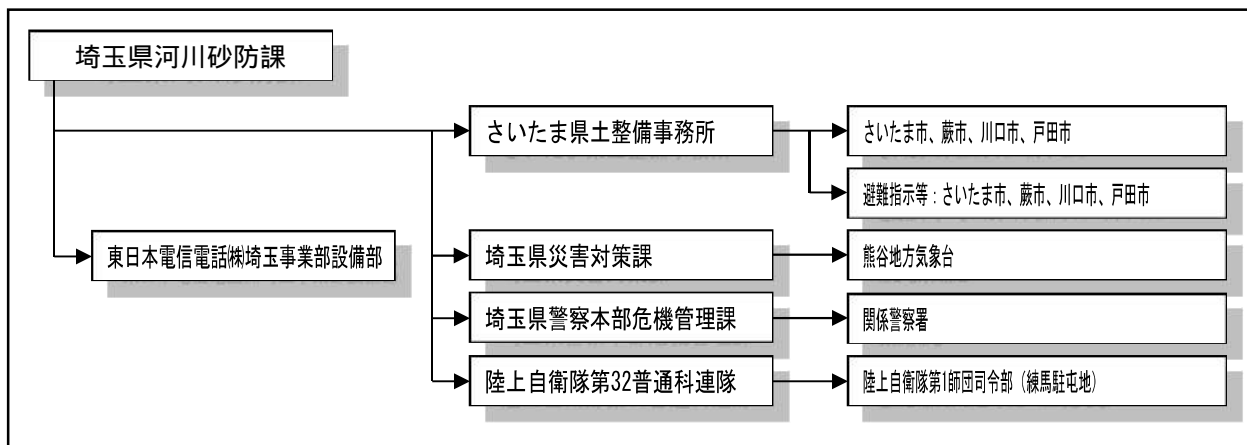 埼玉県河川砂防課
さいたま県土整備事務所
さいたま市、蕨市、川口市、戸田市
避難指示等：さいたま市、蕨市、川口市、戸田市
東日本電信電話㈱埼玉事業部設備部
埼玉県災害対策課
熊谷地方気象台
埼玉県警察本部危機管理課
関係警察署
陸上自衛隊第32普通科連隊
陸上自衛隊第1師団司令部（練馬駐屯地）